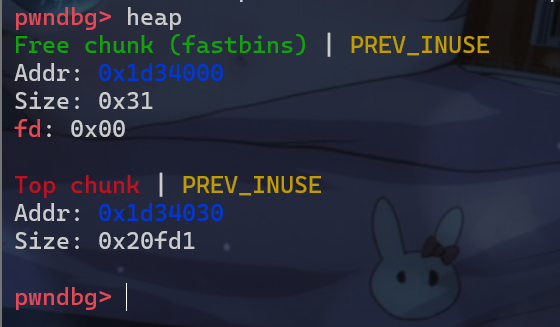 pwndbg> heap
Free chunk (fastbins) | PREV_INUSE
Addr: 0x1d34000
Size: 0x31
fd: 0x00
Top chunk | PREV_INUSE
Addr: 0x1d34030
Size: 0x20fd1
pwndbg>